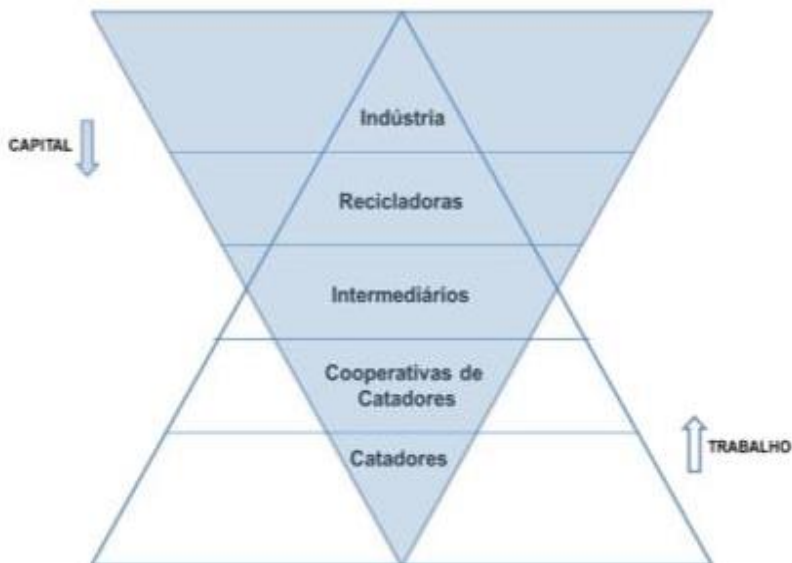 Indústria
CAPITAL
Recicladoras
Intermediários
Cooperativas de
Catadores
TRABALHO
Catadores